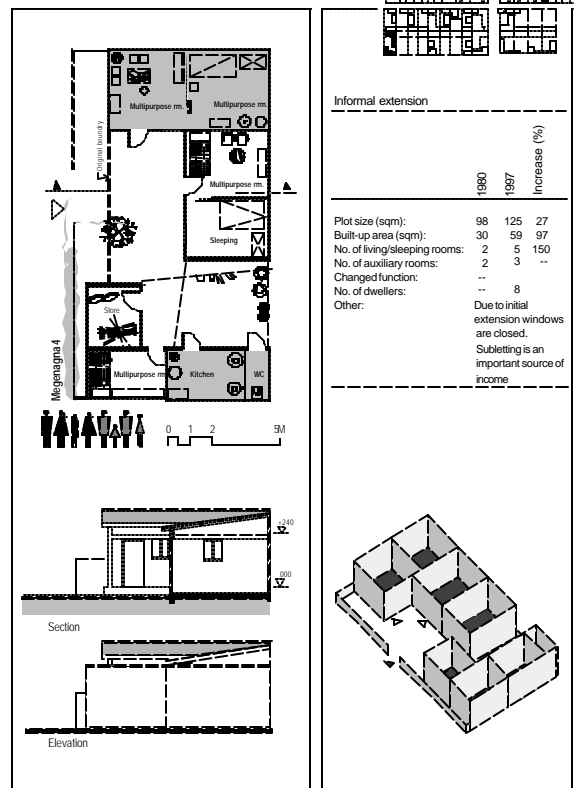 Original boundry
Multipurpose rm.
Multipurpose rm.
Multipurpose rm.
Sleeping
Store
Multipurpose rm
Kitchen
WC
Megenagna 4
0 1 2 5M
+240
000
Section
Elevation
Informal extension
1980 1997 Increase (%)
Plot size (sqm): 98 125 27
Built-up area (sqm): 30 59 97
No. of living/sleeping rooms: 2 5 150
No. of auxiliary rooms: 2 3 --
Changed function: --
No. of dwellers: -- 8
Other: Due to initial
extension windows
are closed.
Subletting is an
important source of
income